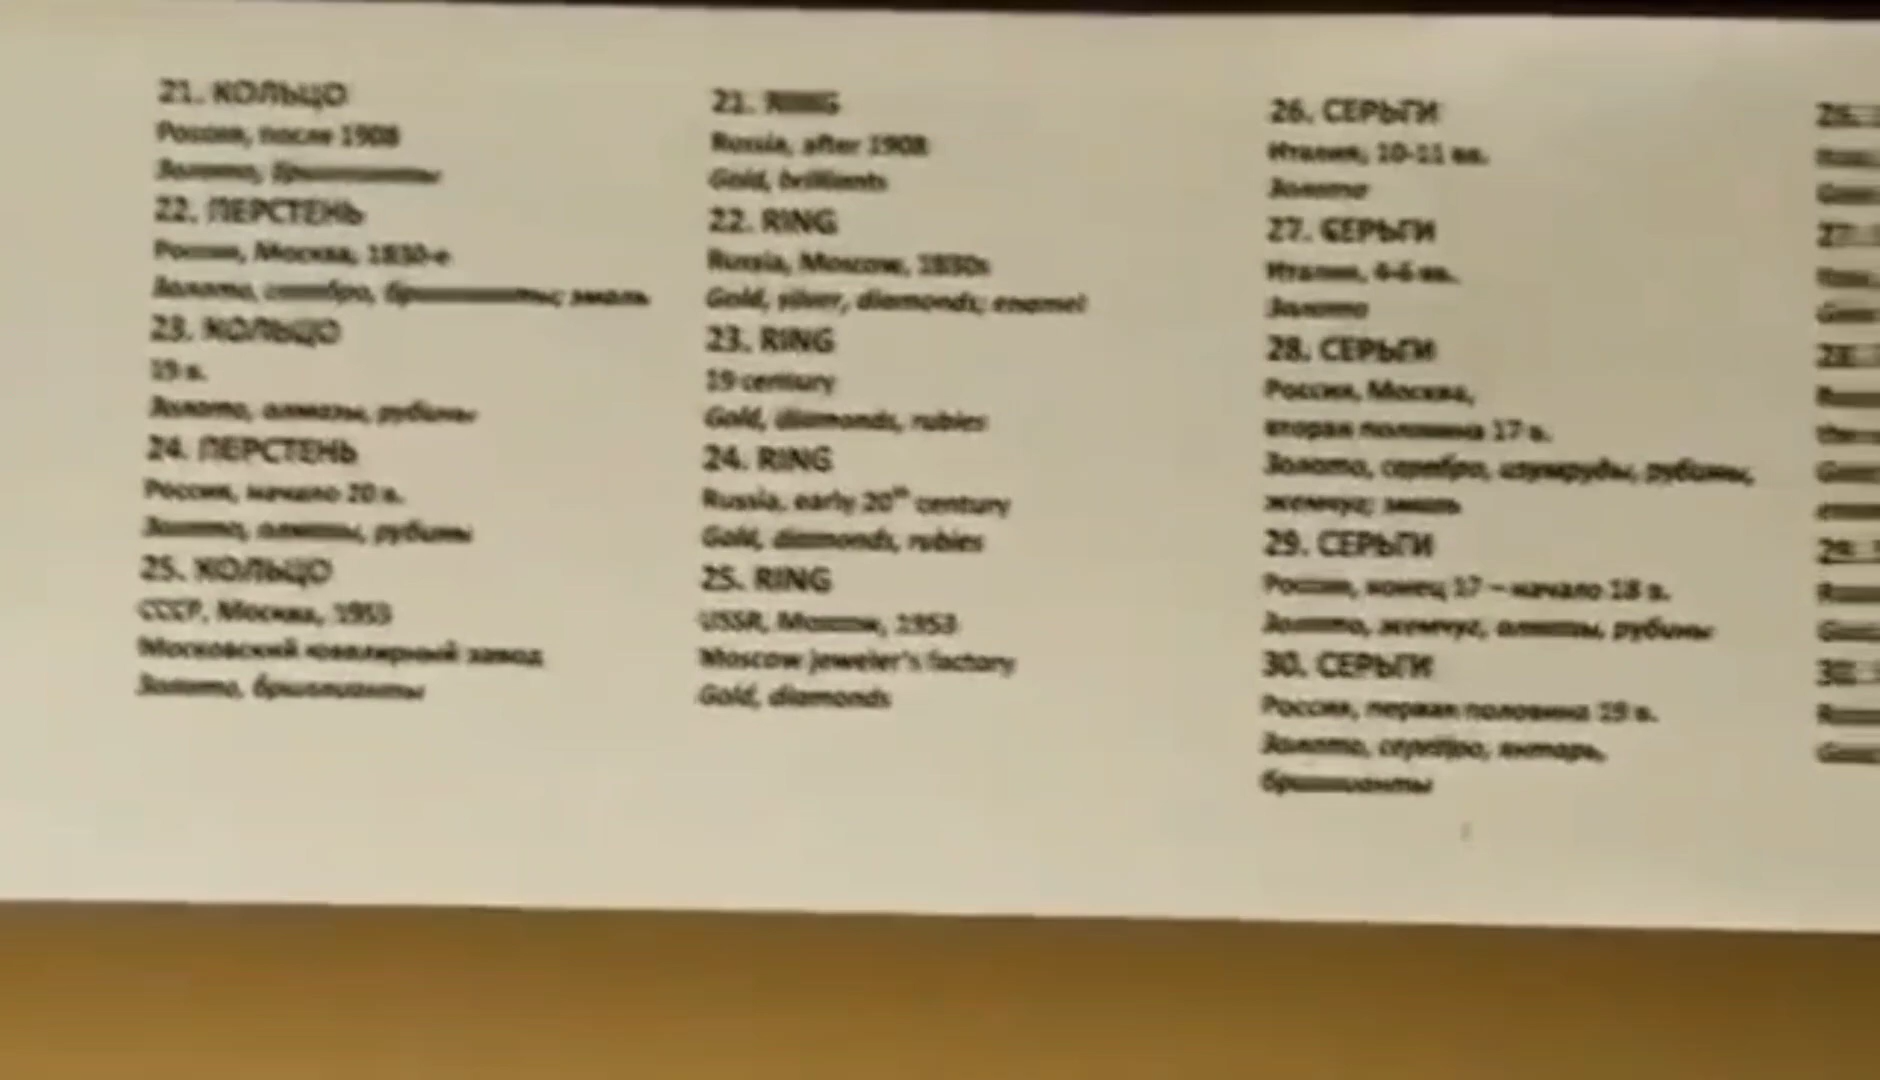 21. КОЛЬЦО
Россия, после 1908
Золото, бриллианты
22. ПЕРСТЕНЬ
Россия, Москва, 1830-е
Золото, серебро, бриллианты; эмаль
23. КОЛЬЦО
19 в.
Золото, алмазы, рубины
24. ПЕРСТЕНЬ
Россия, начало 20 в.
Золото, алмазы, рубины
25. КОЛЬЦО
СССР, Москва, 1953
Московский ювелирный завод
Золото, бриллианты
21. RING
Russia, after 1908
Gold, brilliants
22. RING
Russia, Moscow, 1830s
Gold, silver, diamonds; enamel
23. RING
19 century
Gold, diamonds, rubies
24. RING
Russia, early 20th century
Gold, diamonds, rubies
25. RING
USSR, Moscow, 1953
Moscow jeweler's factory
Gold, diamonds
26. СЕРЬГИ
Италия, 10-11 вв.
Золото
27. СЕРЬГИ
Италия, вв.
Золото
28. СЕРЬГИ
Россия, Москва,
вторая половина 17 в.
Золото, серебро, изумруды, рубины,
жемчуг; эмаль
29. СЕРЬГИ
Россия, конец 17 – начало 18 в.
Золото, жемчуг, алмазы, рубины
30. СЕРЬГИ
Россия, первая половина 19 в.
Золото, серебро, янтарь,
бриллианты
26.
27.
28.
29.
30.